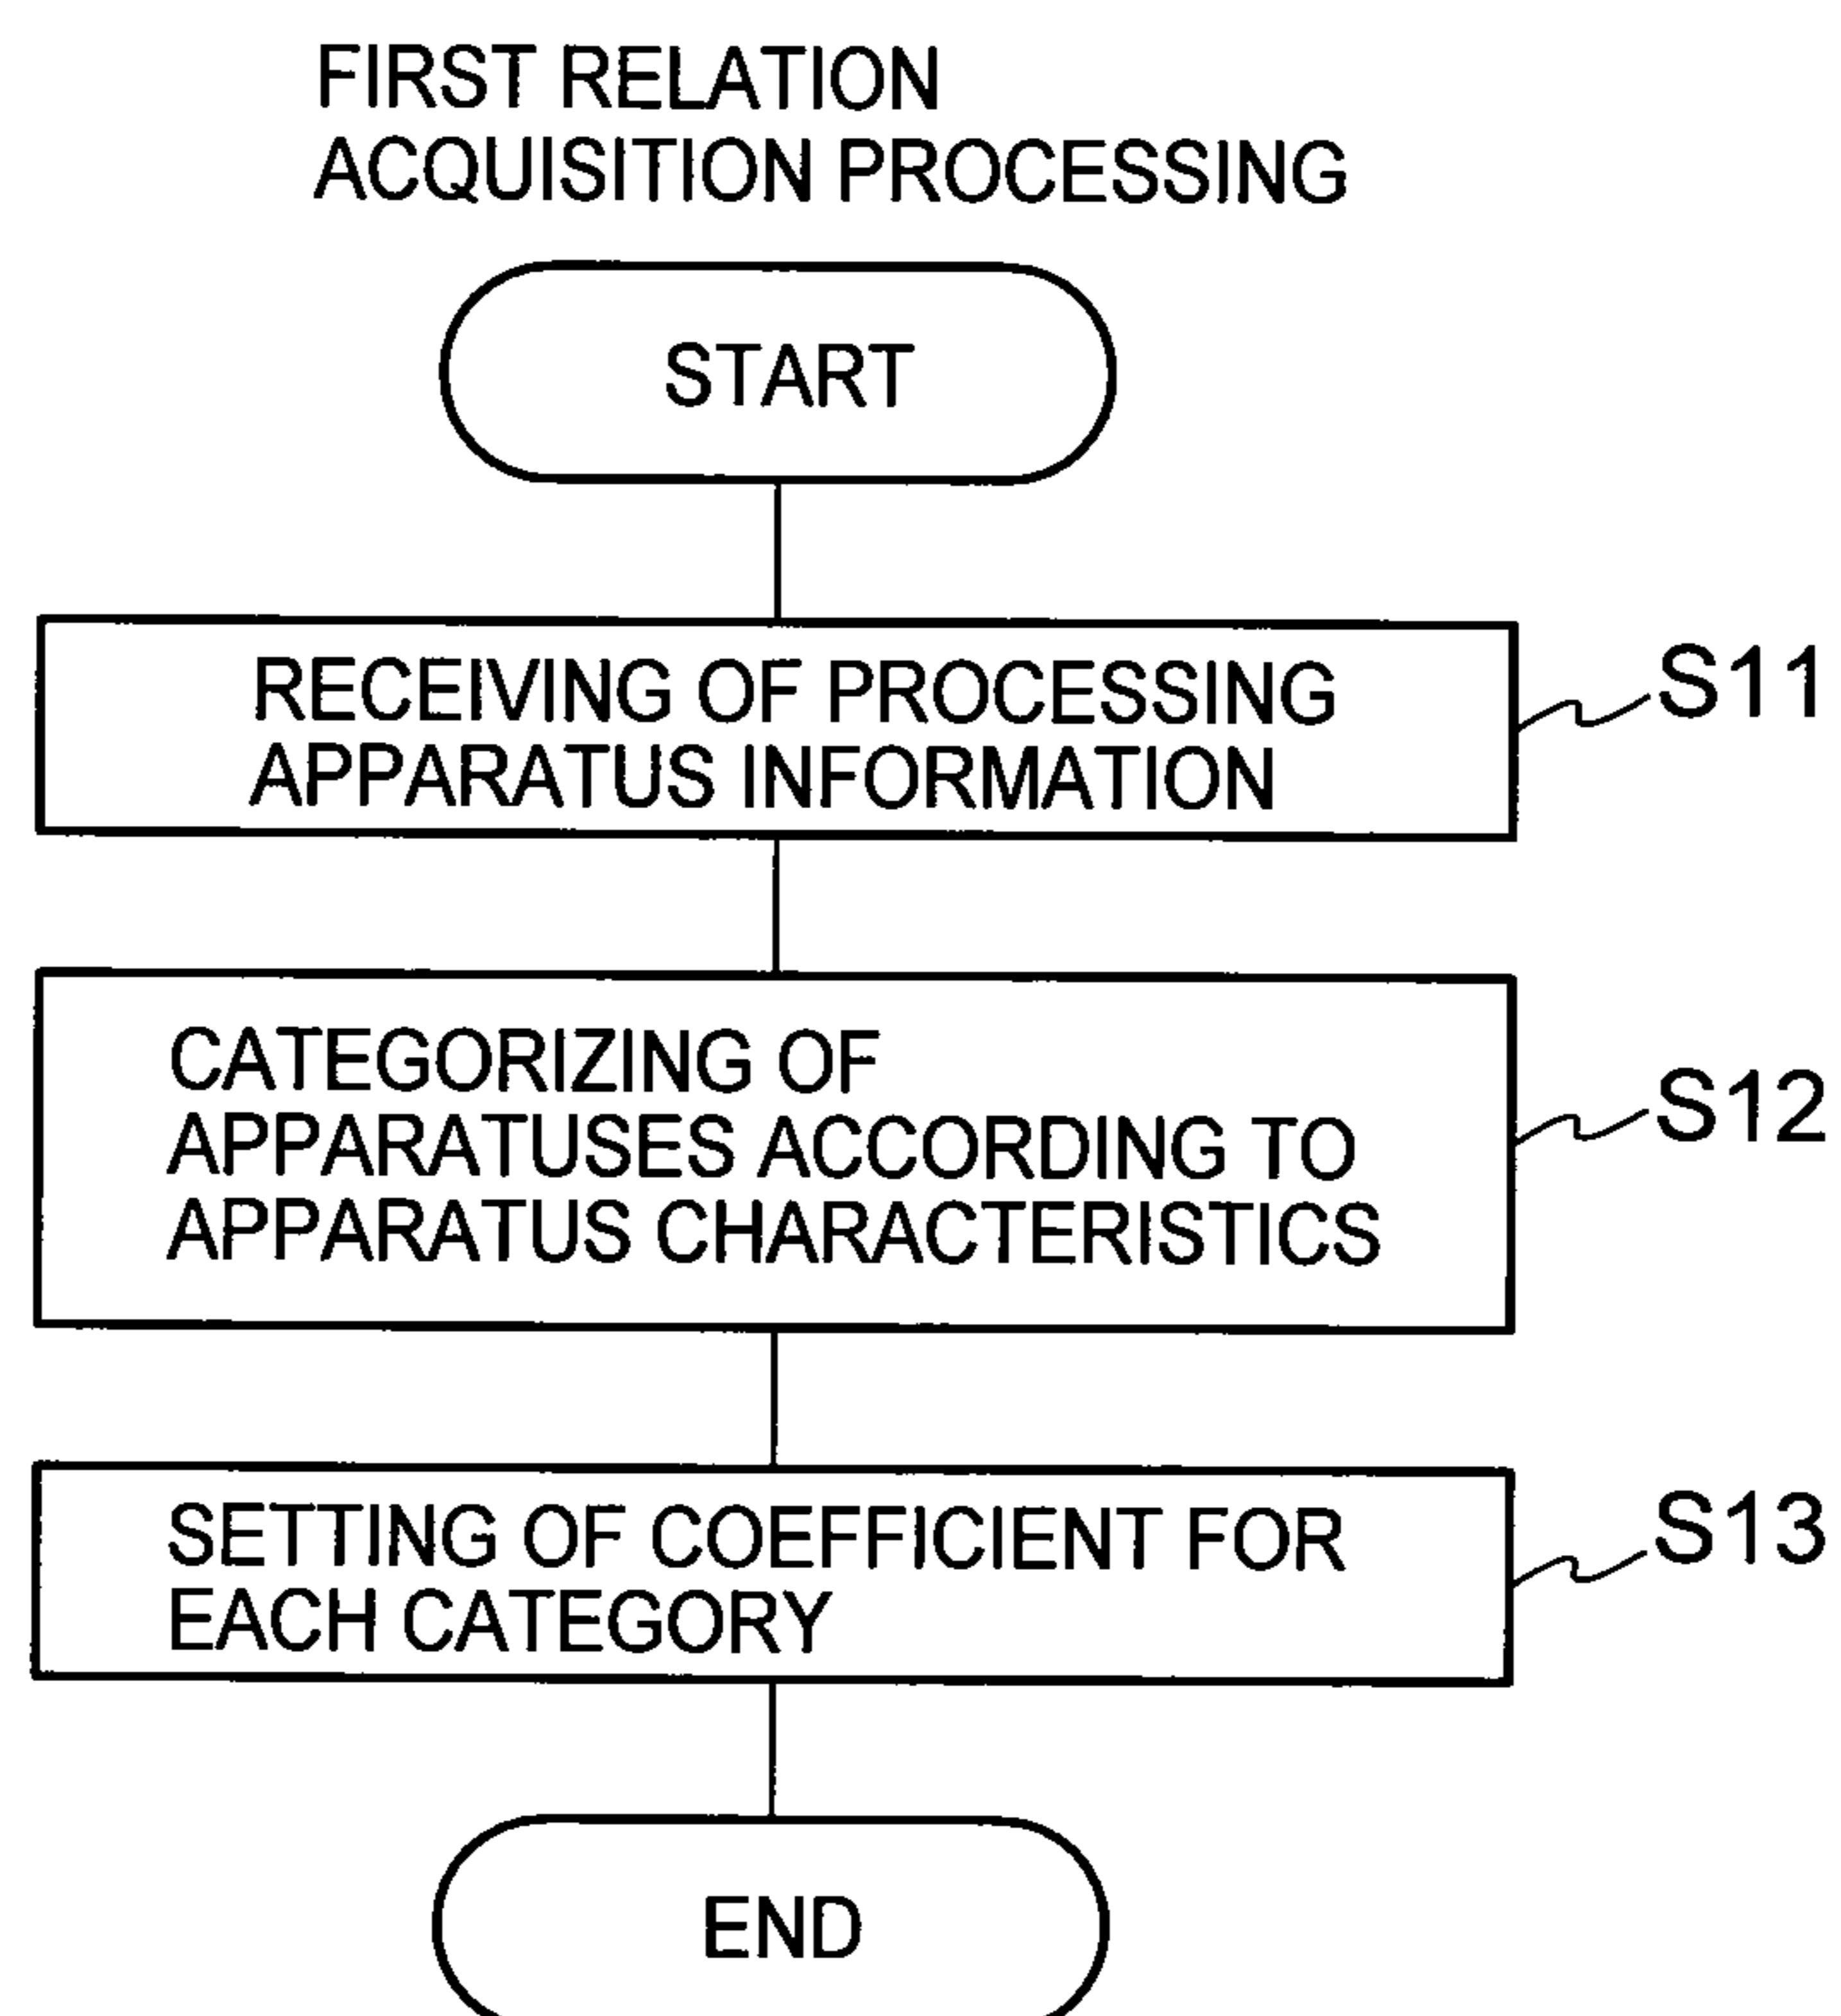 FIRST RELATION
ACQUISITION PROCESSING
START
RECEIVING OF PROCESSING
APPARATUS INFORMATION
S11
CATEGORIZING OF
APPARATUSES ACCORDING TO
APPARATUS CHARACTERISTICS
S12
SETTING OF COEFFICIENT FOR
EACH CATEGORY
S13
END